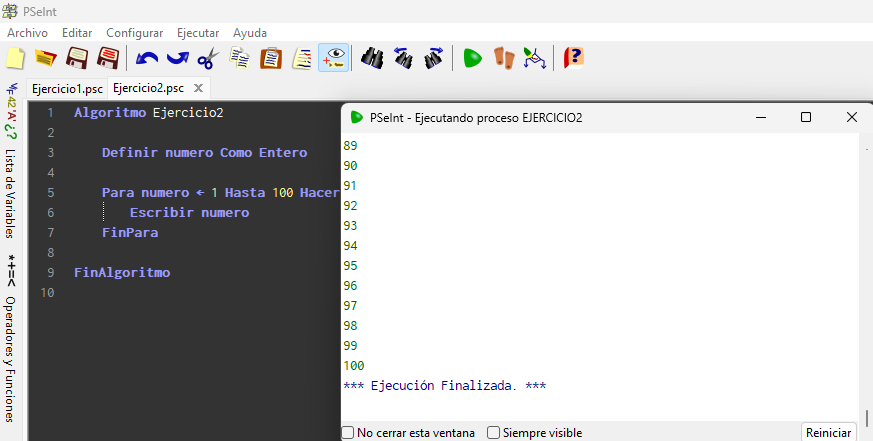 PSeInt
Archivo Editar Configurar Ejecutar Ayuda
Ejercicio1.psc Ejercicio2.psc
Lista de Variables
*+=< Operadores y Funciones
1 Algoritmo Ejercicio2
2
3 Definir numero Como Entero
4
5 Para numero ← 1 Hasta 100 Hacer
6 Escribir numero
7 FinPara
8
9 FinAlgoritmo
10
PSeInt - Ejecutando proceso EJERCICIO2
89
90
91
92
93
94
95
96
97
98
99
100
*** Ejecución Finalizada. ***
No cerrar esta ventana Siempre visible Reiniciar